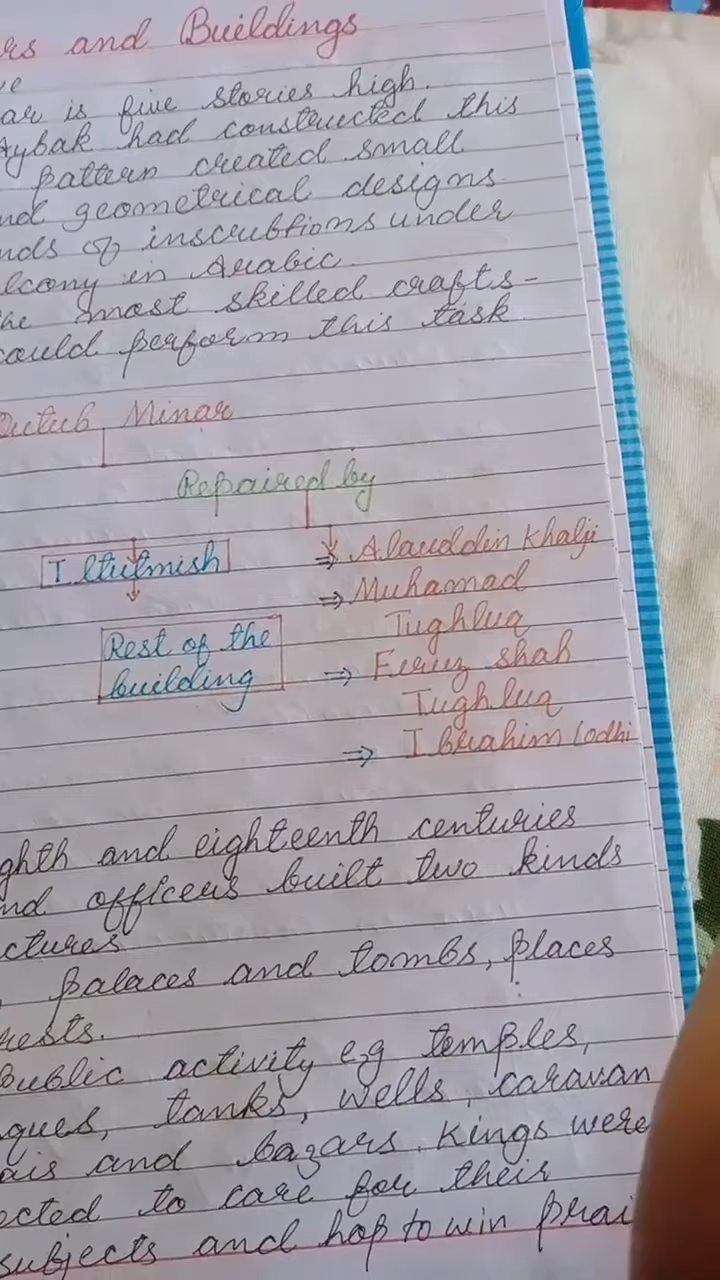 rs and Buildings
ar is five stories high.
Aybak had constructed this
pattern created small
nd geometrical designs
nds of inscrubtions under
lcony in Arabic.
he most skilled crafts-
could perform this task
Qutub Minar
Repaired by
Iltutmish
⇒ Alauddin Khalji
⇒ Muhamad
Tughluq
Rest of the
building
⇒ Firuz shah
Tughluq
⇒ Ibrahim Lodhi
ghth and eighteenth centuries
nd officers built two kinds
ctures
palaces and tombs, places
rests.
Public activity e.g temples,
ques, tanks, wells, caravan
ais and bazars. Kings were
ected to care for their
subjects and hop to win prai